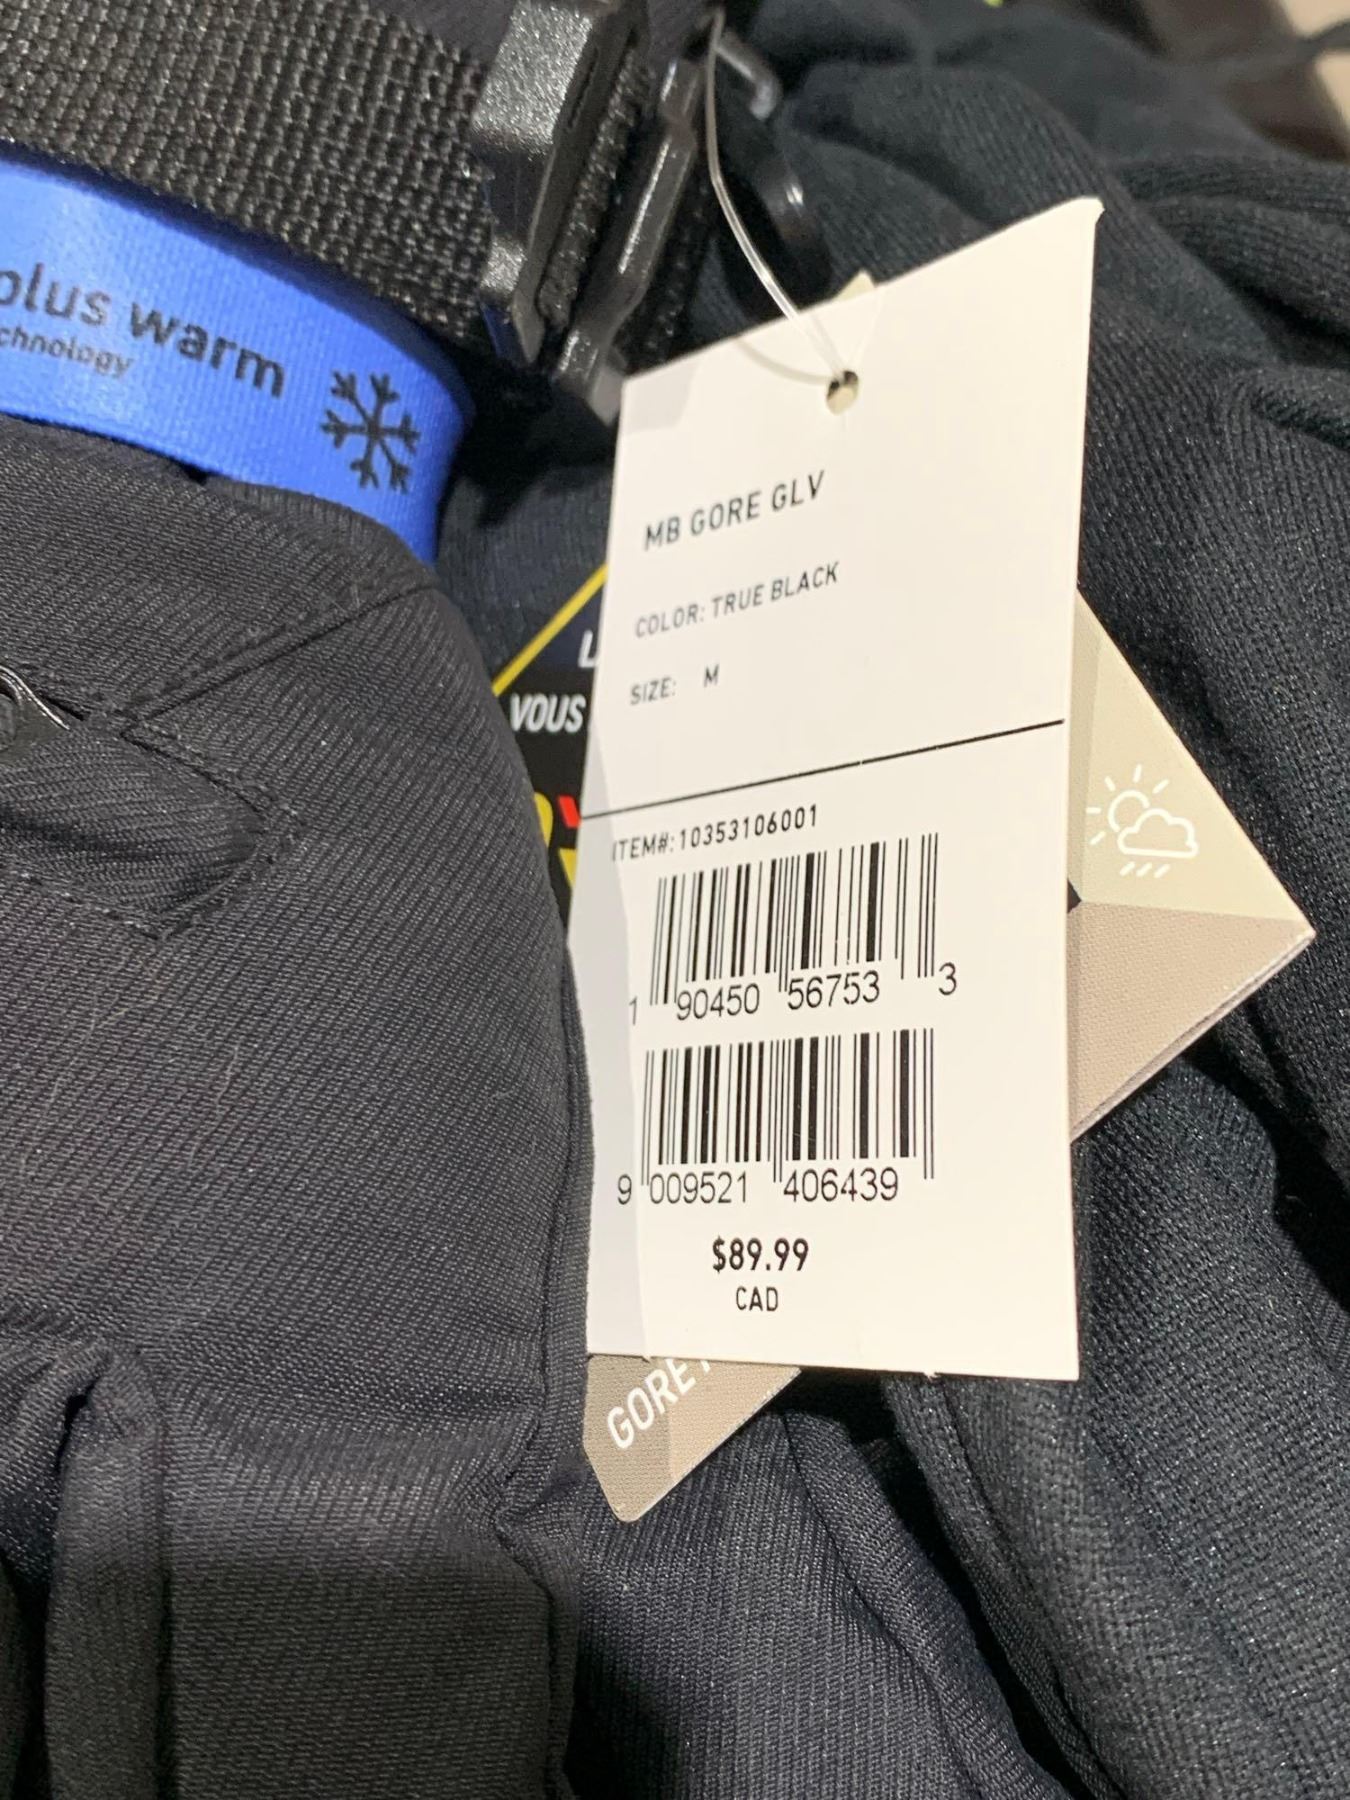 plus warm
chnology
MB GORE GLV
COLOR: TRUE BLACK
SIZE: M
VOUS
ITEM#:10353106001
1 90450 56753 3
9 009521 406439
$89.99
CAD
GORE